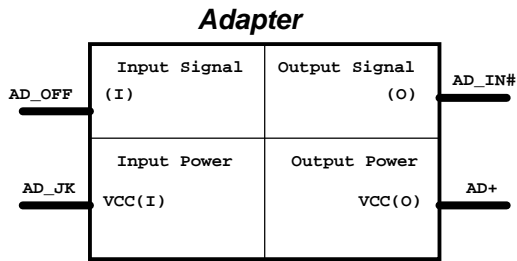 Adapter
Input Signal
Output Signal
AD_OFF
(I)
(O)
AD_IN#
Input Power
Output Power
AD_JK
VCC(I)
VCC(O)
AD+